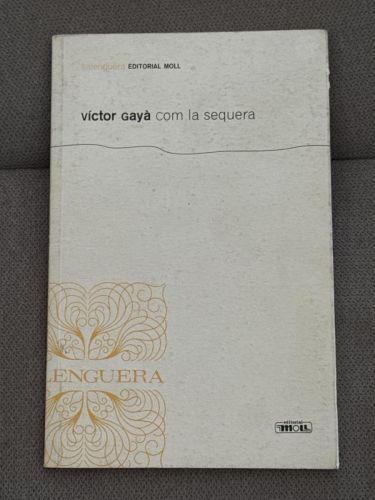 balenguera EDITORIAL MOLL
víctor Gayà com la sequera
LENGUERA
editorial
MOLL